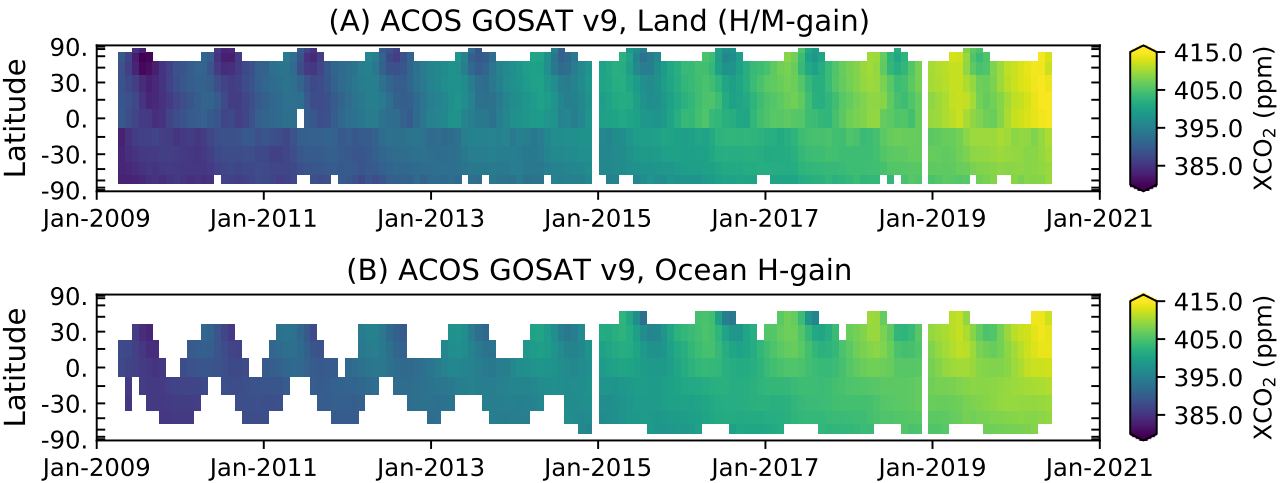 (A) ACOS GOSAT v9, Land (H/M-gain)
90.
30.
0.
-30.
-90.
Latitude
Jan-2009 Jan-2011 Jan-2013 Jan-2015 Jan-2017 Jan-2019 Jan-2021
415.0
405.0
395.0
385.0
XCO₂ (ppm)
(B) ACOS GOSAT v9, Ocean H-gain
90.
30.
0.
-30.
-90.
Latitude
Jan-2009 Jan-2011 Jan-2013 Jan-2015 Jan-2017 Jan-2019 Jan-2021
415.0
405.0
395.0
385.0
XCO₂ (ppm)